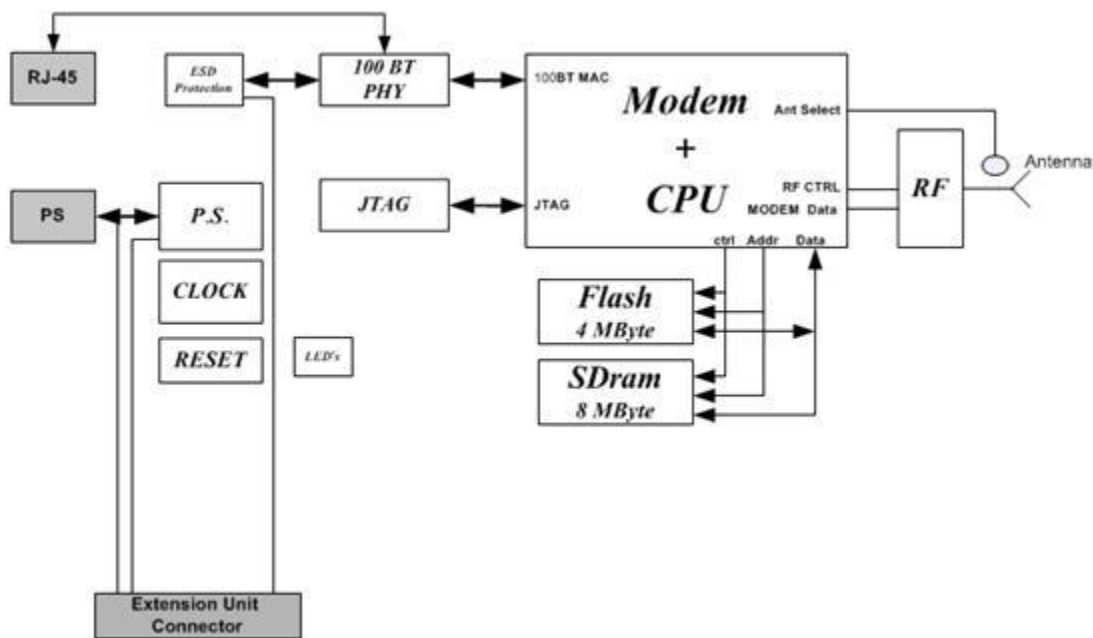 RJ-45
ESD
Protection
100 BT
PHY
100BT MAC
Modem
+
CPU
Ant Select
RF CTRL
MODEM Data
JTAG
ctrl Addr Data
RF
Antenna
JTAG
PS
P.S.
CLOCK
RESET
LED's
Flash
4 MByte
SDram
8 MByte
Extension Unit
Connector